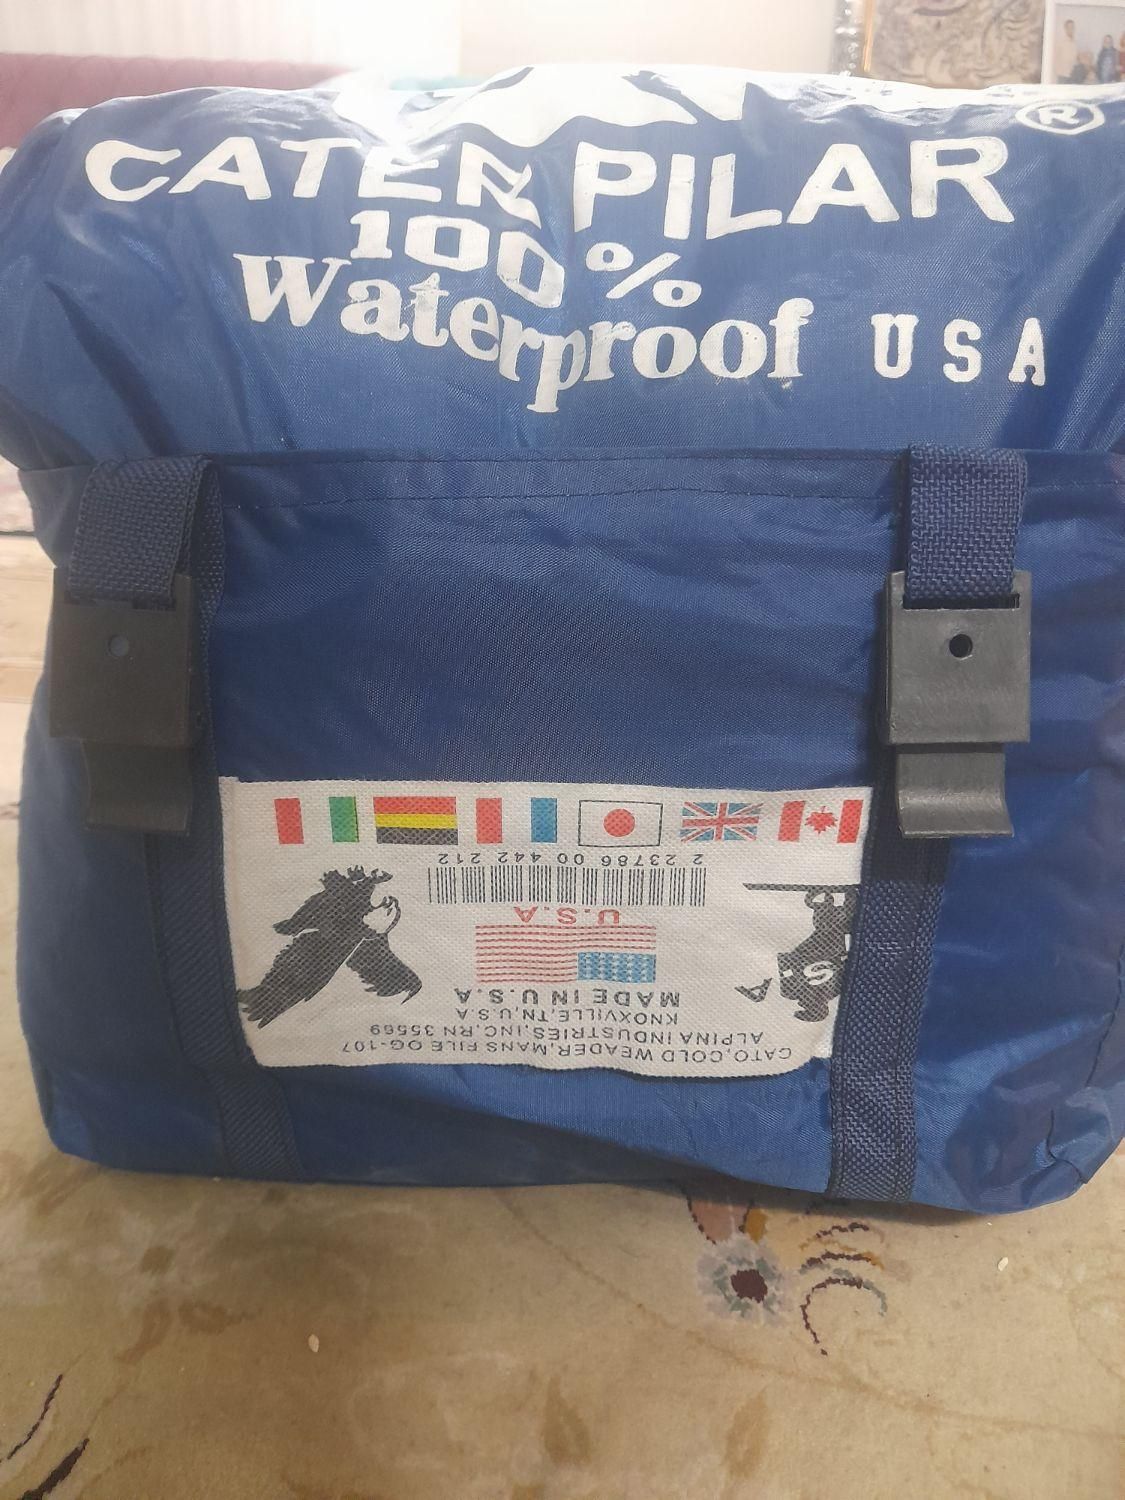 CATERPILAR ®
100%
Waterproof USA
CATO,COLD WEADER,MANS FILE OG-107
ALPINA INDUSTRIES,INC,RN 35569
KNOXVILLE,TN,U.S.A
MADE IN U.S.A
U.S.A
2 23786 00 442 212